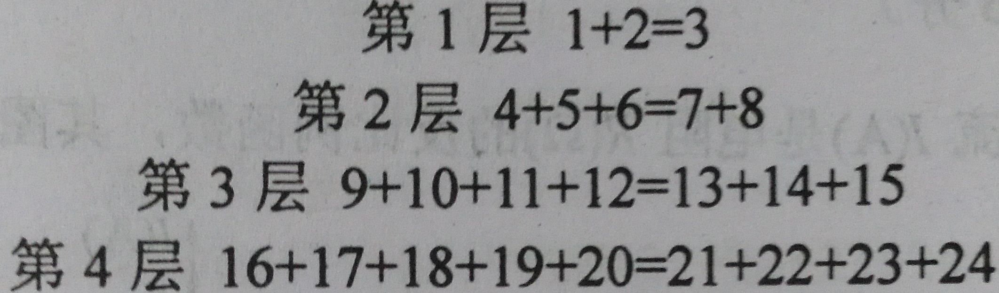 第 1 层 1+2=3
第 2 层 4+5+6=7+8
第 3 层 9+10+11+12=13+14+15
第 4 层 16+17+18+19+20=21+22+23+24